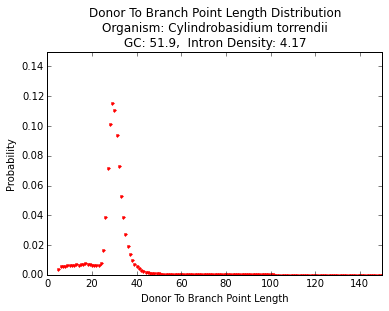 Donor To Branch Point Length Distribution
Organism: Cylindrobasidium torrendii
GC: 51.9,  Intron Density: 4.17
0.14
0.12
0.10
0.08
0.06
0.04
0.02
0.00
Probability
0 20 40 60 80 100 120 140
Donor To Branch Point Length